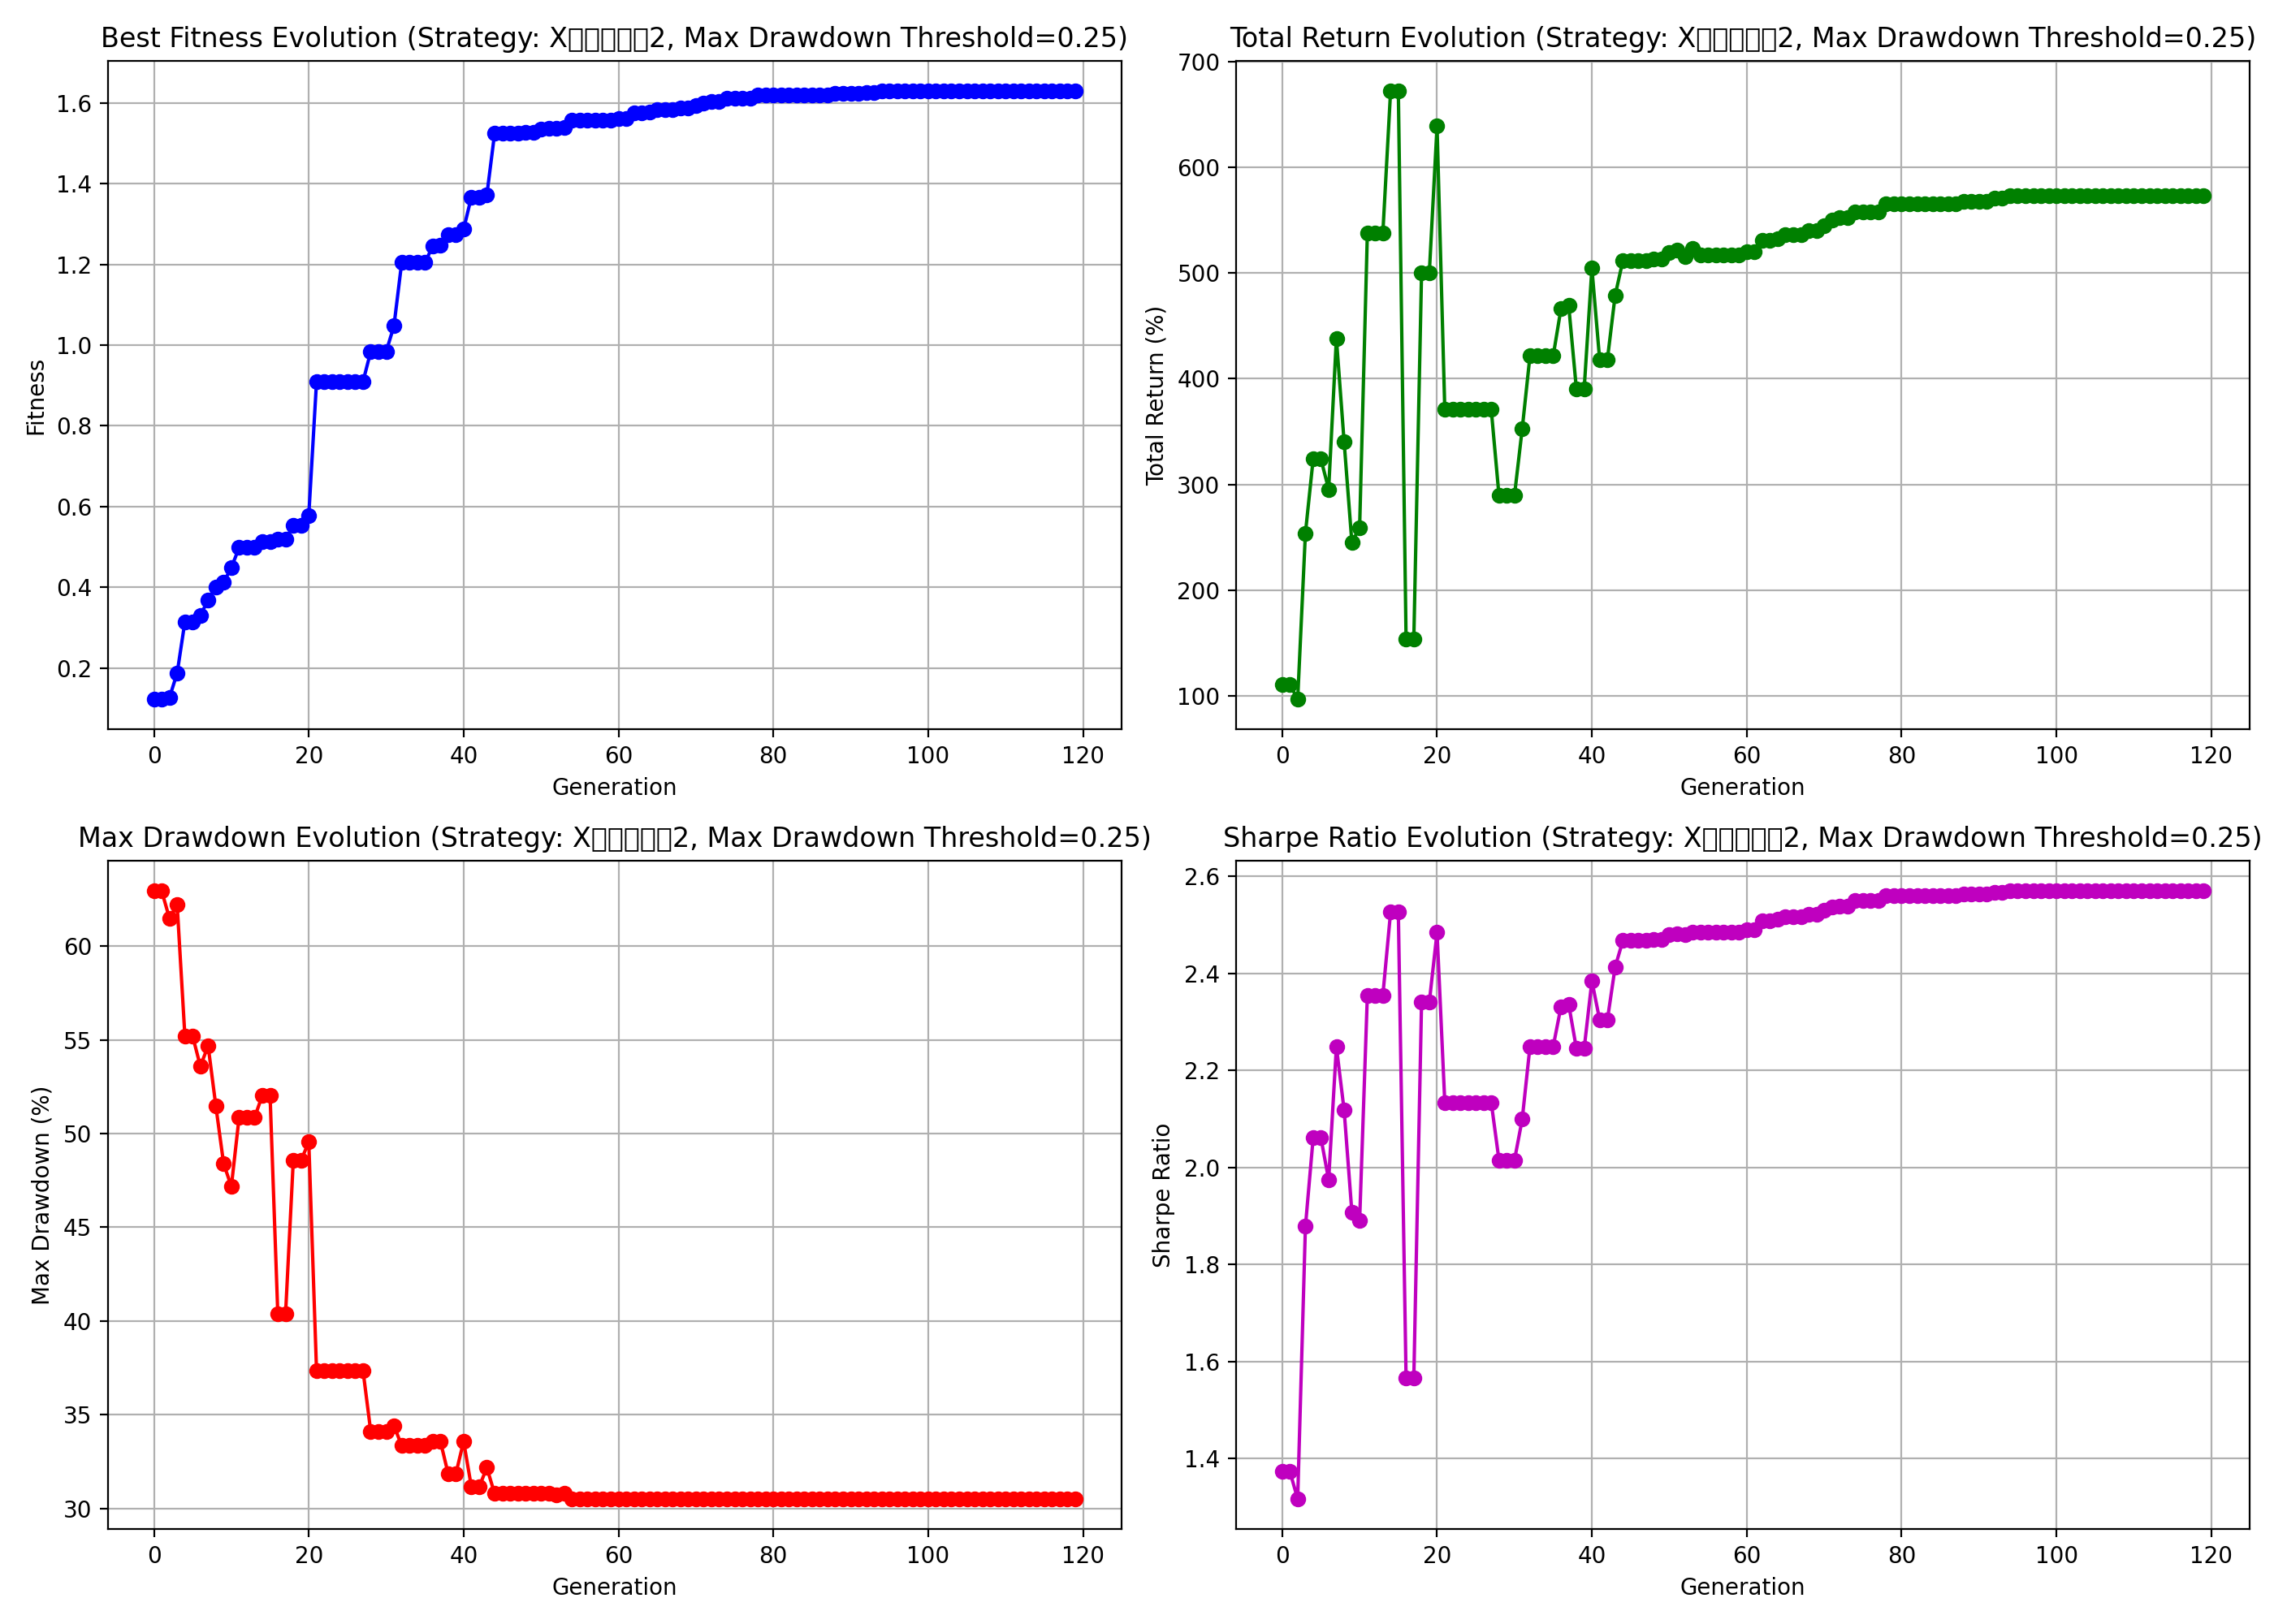 Best Fitness Evolution (Strategy: X□□□□□2, Max Drawdown Threshold=0.25)
1.6
1.4
1.2
1.0
0.8
0.6
0.4
0.2
Fitness
0 20 40 60 80 100 120
Generation
Total Return Evolution (Strategy: X□□□□□2, Max Drawdown Threshold=0.25)
700
600
500
400
300
200
100
Total Return (%)
0 20 40 60 80 100 120
Generation
Max Drawdown Evolution (Strategy: X□□□□□2, Max Drawdown Threshold=0.25)
60
55
50
45
40
35
30
Max Drawdown (%)
0 20 40 60 80 100 120
Generation
Sharpe Ratio Evolution (Strategy: X□□□□□2, Max Drawdown Threshold=0.25)
2.6
2.4
2.2
2.0
1.8
1.6
1.4
Sharpe Ratio
0 20 40 60 80 100 120
Generation